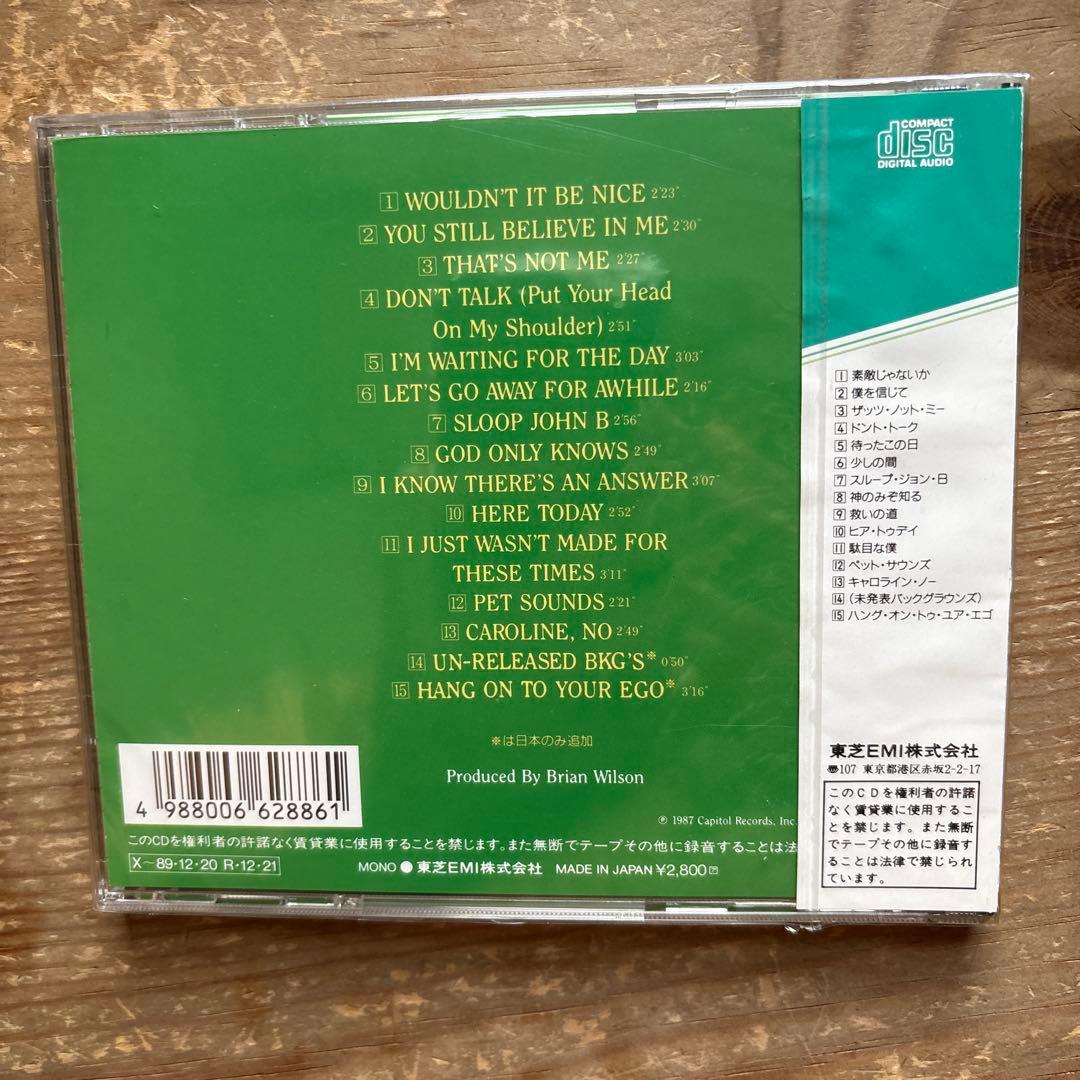 1 WOULDN'T IT BE NICE 2'23"
2 YOU STILL BELIEVE IN ME 2'30"
3 THAT'S NOT ME 2'27"
4 DON'T TALK (Put Your Head
On My Shoulder) 2'51"
5 I'M WAITING FOR THE DAY 3'03"
6 LET'S GO AWAY FOR AWHILE 2'16"
7 SLOOP JOHN B 2'56"
8 GOD ONLY KNOWS 2'49"
9 I KNOW THERE'S AN ANSWER 3'07"
10 HERE TODAY 2'52"
11 I JUST WASN'T MADE FOR
THESE TIMES 3'11"
12 PET SOUNDS 2'21"
13 CAROLINE, NO 2'49"
14 UN-RELEASED BKG'S※ 0'50"
15 HANG ON TO YOUR EGO※ 3'16"
※は日本のみ追加
Produced By Brian Wilson
4 988006 628861
℗ 1987 Capitol Records, Inc.
このCDを権利者の許諾なく賃貸業に使用することを禁じます。また無断でテープその他に録音することは法
X～89・12・20 R・12・21
MONO ● 東芝EMI株式会社 MADE IN JAPAN ¥2,800
COMPACT
disc
DIGITAL AUDIO
1 素敵じゃないか
2 僕を信じて
3 ザッツ・ノット・ミー
4 ドント・トーク
5 待ったこの日
6 少しの間
7 スループ・ジョン・B
8 神のみぞ知る
9 救いの道
10 ヒア・トゥデイ
11 駄目な僕
12 ペット・サウンズ
13 キャロライン・ノー
14 (未発表バックグラウンズ)
15 ハング・オン・トゥ・ユア・エゴ
東芝EMI株式会社
〠107 東京都港区赤坂2-2-17
このCDを権利者の許諾
なく賃貸業に使用するこ
とを禁じます。また無断
でテープその他に録音す
ることは法律で禁じられ
ています。